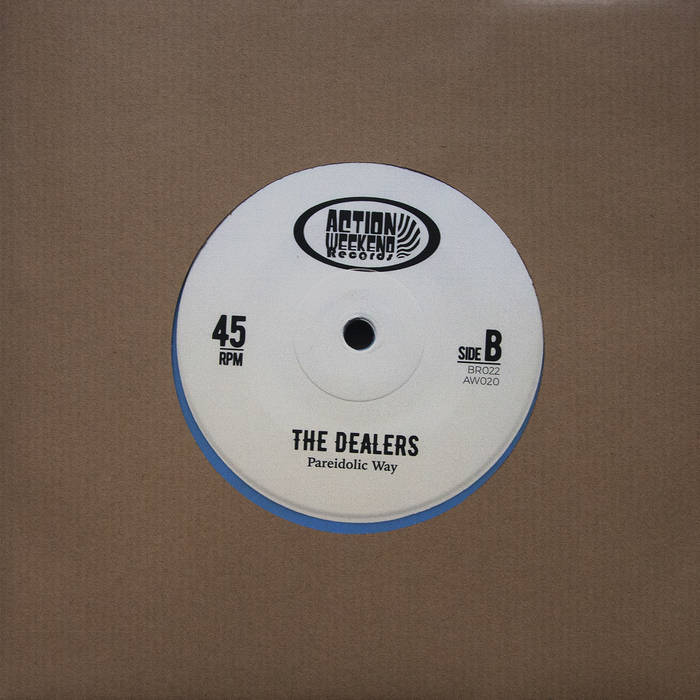 ACTION
WEEKEND
Records
45
RPM
SIDE B
BR022
AW020
THE DEALERS
Pareidolic Way